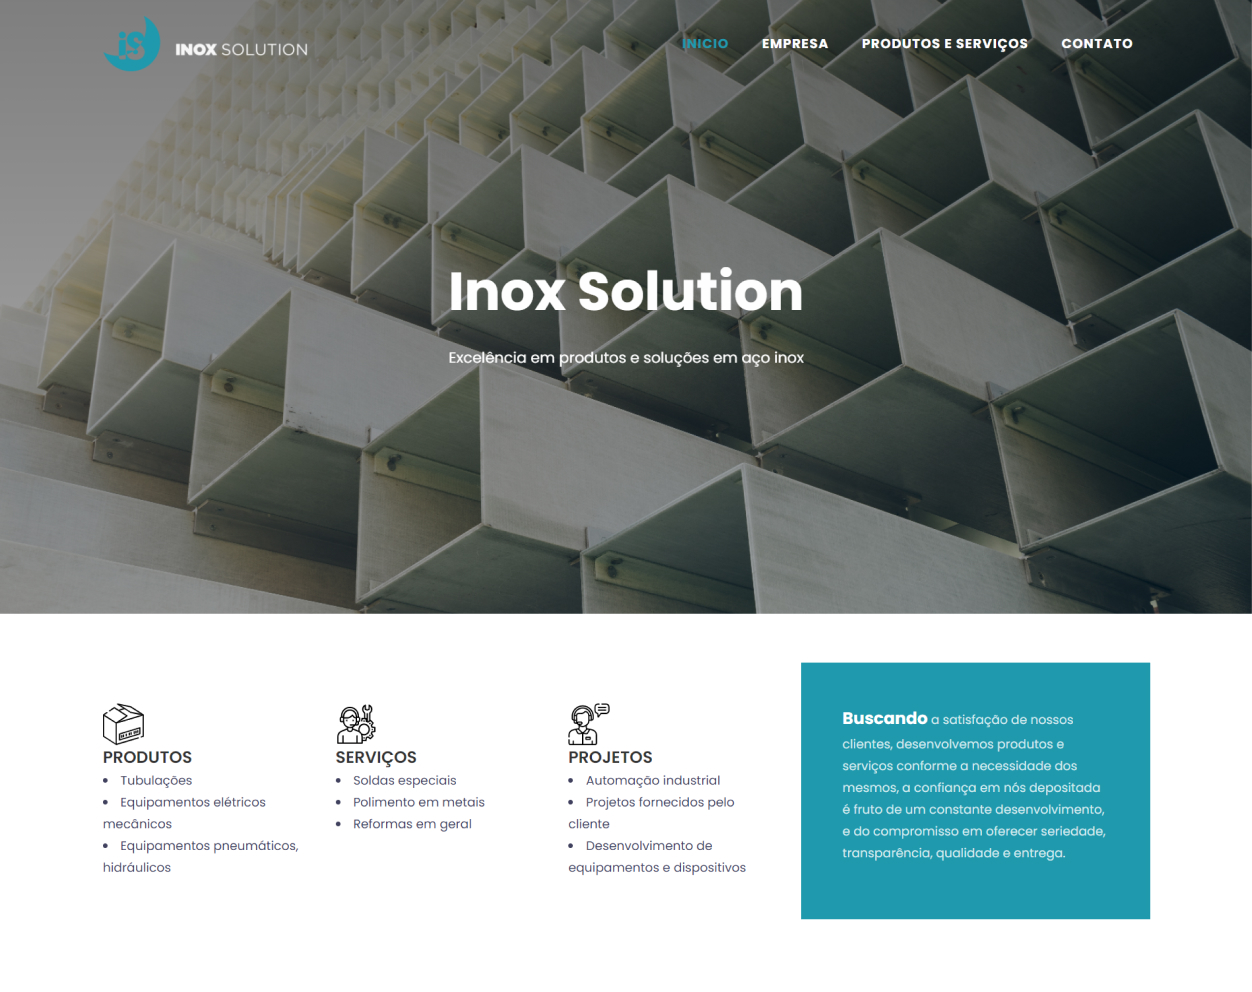 iS
INOX SOLUTION
INICIO EMPRESA PRODUTOS E SERVIÇOS CONTATO
Inox Solution
Excelência em produtos e soluções em aço inox
PRODUTOS
• Tubulações
• Equipamentos elétricos
mecânicos
• Equipamentos pneumáticos,
hidráulicos
SERVIÇOS
• Soldas especiais
• Polimento em metais
• Reformas em geral
PROJETOS
• Automação industrial
• Projetos fornecidos pelo
cliente
• Desenvolvimento de
equipamentos e dispositivos
Buscando a satisfação de nossos
clientes, desenvolvemos produtos e
serviços conforme a necessidade dos
mesmos, a confiança em nós depositada
é fruto de um constante desenvolvimento,
e do compromisso em oferecer seriedade,
transparência, qualidade e entrega.